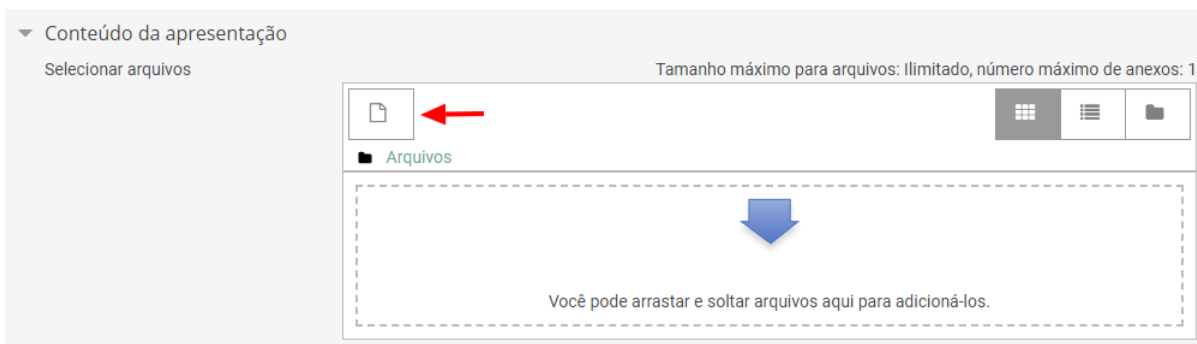 Conteúdo da apresentação
Selecionar arquivos
Tamanho máximo para arquivos: Ilimitado, número máximo de anexos: 1
Arquivos
Você pode arrastar e soltar arquivos aqui para adicioná-los.